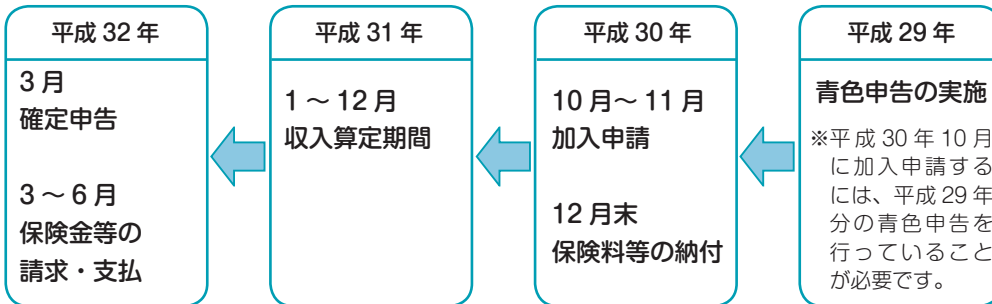 平成 32 年
3 月
確定申告
3 ～ 6 月
保険金等の
請求・支払
平成 31 年
1 ～ 12 月
収入算定期間
平成 30 年
10 月～ 11 月
加入申請
12 月末
保険料等の納付
平成 29 年
青色申告の実施
※平成 30 年 10 月
に加入申請する
には、平成 29 年
分の青色申告を
行っていること
が必要です。